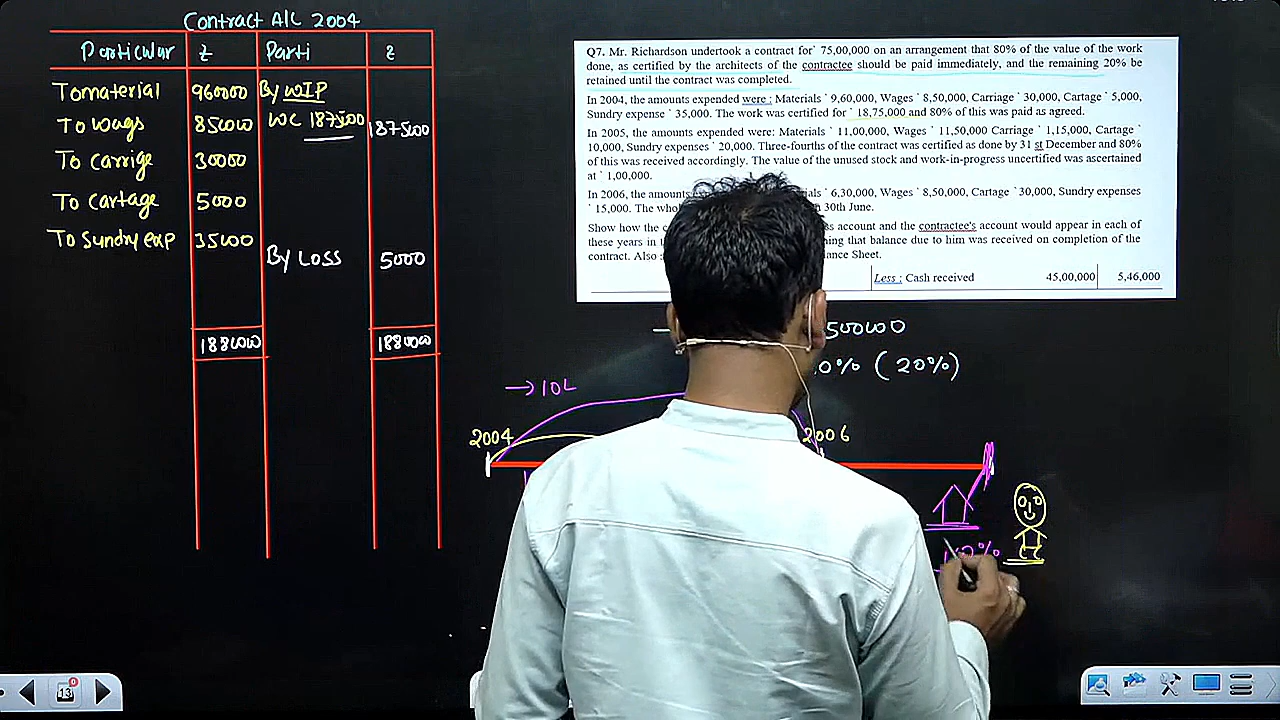 Contract A/C 2004
Particular ₹ Parti ₹
To material 960000 By WIP
To wags 850000 WC 1875000 1875000
To carrige 30000
To cartage 5000
To Sundry exp 35000
By Loss 5000
1880000 1880000
Q7. Mr. Richardson undertook a contract for` 75,00,000 on an arrangement that 80% of the value of the work
done, as certified by the architects of the contractee should be paid immediately, and the remaining 20% be
retained until the contract was completed.
In 2004, the amounts expended were : Materials ` 9,60,000, Wages ` 8,50,000, Carriage ` 30,000, Cartage ` 5,000,
Sundry expense ` 35,000. The work was certified for ` 18,75,000 and 80% of this was paid as agreed.
In 2005, the amounts expended were: Materials ` 11,00,000, Wages ` 11,50,000 Carriage ` 1,15,000, Cartage `
10,000, Sundry expenses ` 20,000. Three-fourths of the contract was certified as done by 31 st December and 80%
of this was received accordingly. The value of the unused stock and work-in-progress uncertified was ascertained
at ` 1,00,000.
In 2006, the amounts ` 6,30,000, Wages ` 8,50,000, Cartage ` 30,000, Sundry expenses
` 15,000. The 30th June.
Show how the account and the contractee's account would appear in each of
these years in that balance due to him was received on completion of the
contract. Also Sheet.
Less : Cash received 45,00,000 5,46,000
500000
0% (20%)
→ 10L
2004 2006
%
13